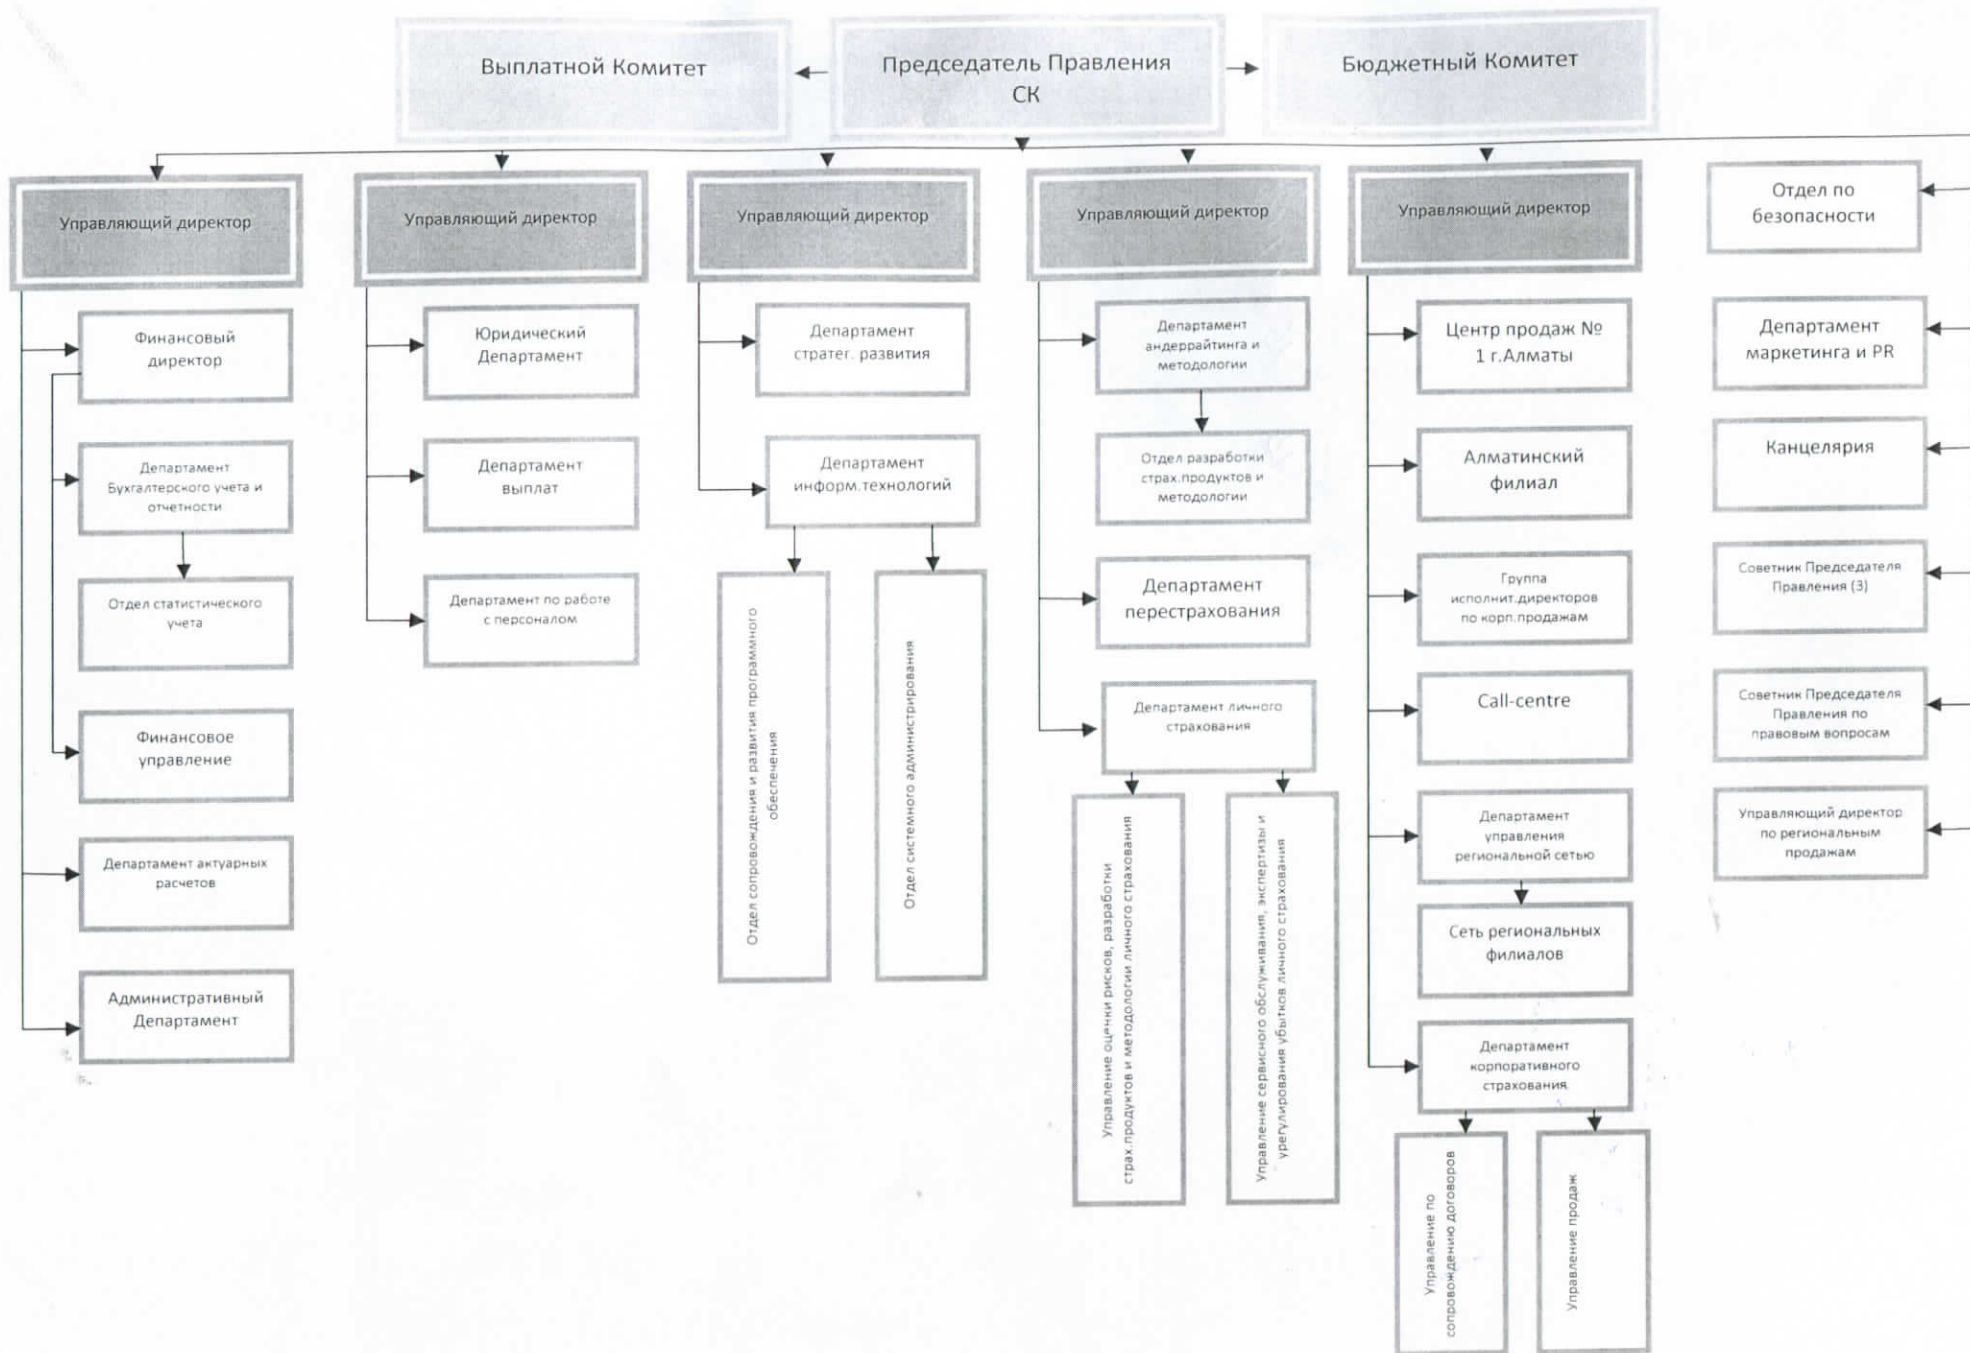 Выплатной Комитет
Председатель Правления
СК
Бюджетный Комитет
Управляющий директор
Финансовый
директор
Департамент
Бухгалтерского учета и
отчетности
Отдел статистического
учета
Финансовое
управление
Департамент актуарных
расчетов
Административный
Департамент
Управляющий директор
Юридический
Департамент
Департамент
выплат
Департамент по работе
с персоналом
Управляющий директор
Департамент
стратег. развития
Департамент
информ.технологий
Отдел сопровождения и развития программного
обеспечения
Отдел системного администрирования
Управляющий директор
Департамент
андеррайтинга и
методологии
Отдел разработки
страх.продуктов и
методологии
Департамент
перестрахования
Департамент личного
страхования
Управление оценки рисков, разработки
страх.продуктов и методологии личного страхования
Управление сервисного обслуживания, экспертизы и
урегулирования убытков личного страхования
Управляющий директор
Центр продаж №
1 г.Алматы
Алматинский
филиал
Группа
исполнит.директоров
по корп.продажам
Call-centre
Департамент
управления
региональной сетью
Сеть региональных
филиалов
Департамент
корпоративного
страхования
Управление по
сопровождению договоров
Управление продаж
Отдел по
безопасности
Департамент
маркетинга и PR
Канцелярия
Советник Председателя
Правления (3)
Советник Председателя
Правления по
правовым вопросам
Управляющий директор
по региональным
продажам